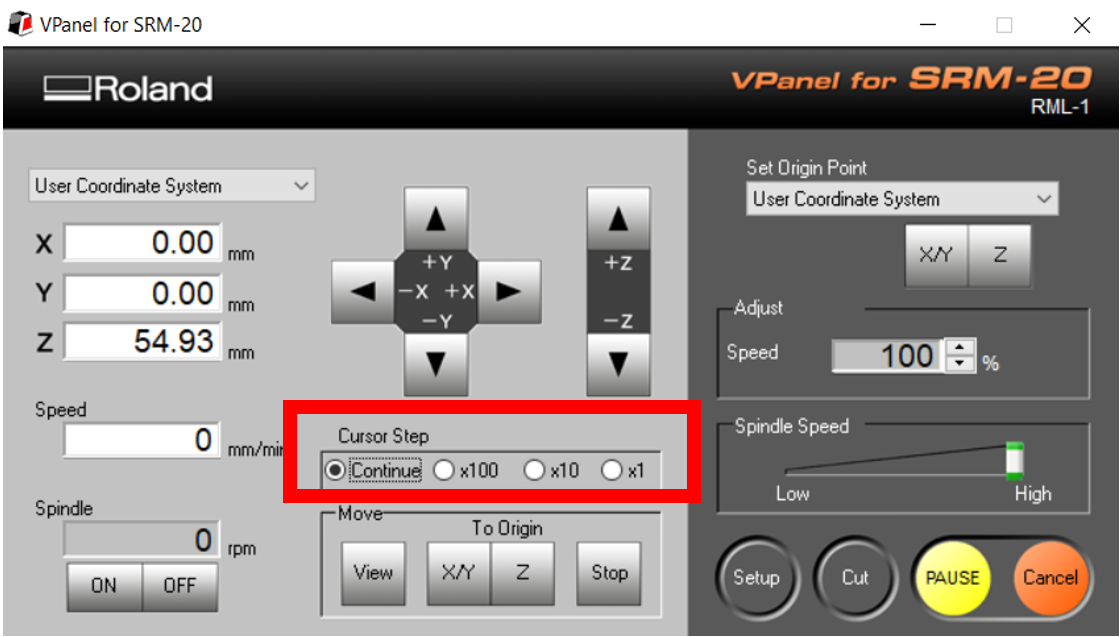 VPanel for SRM-20
Roland
VPanel for SRM-20
RML-1
User Coordinate System
X 0.00 mm
Y 0.00 mm
Z 54.93 mm
Speed
0 mm/min
Spindle
0 rpm
ON OFF
+Y
-X +X
-Y
+Z
-Z
Cursor Step
Continue x100 x10 x1
Move
To Origin
View X/Y Z Stop
Set Origin Point
User Coordinate System
X/Y Z
Adjust
Speed 100 %
Spindle Speed
Low High
Setup Cut PAUSE Cancel